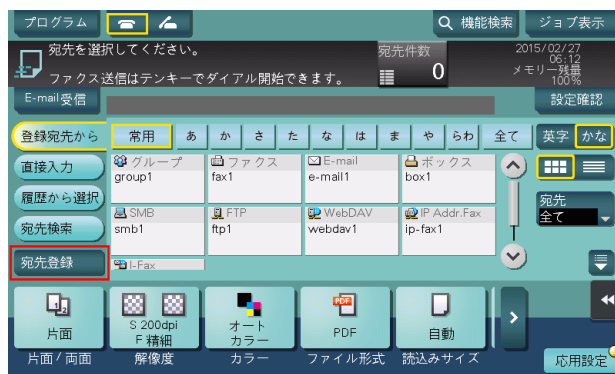 プログラム
機能検索
ジョブ表示
宛先を選択してください。
ファクス送信はテンキーでダイアル開始できます。
宛先件数
0
2015/02/27
06:12
メモリー残量
100%
E-mail受信
設定確認
登録宛先から
常用
あ
か
さ
た
な
は
ま
や
らわ
全て
英字
かな
直接入力
グループ
group1
ファクス
fax1
E-mail
e-mail1
ボックス
box1
履歴から選択
宛先
全て
宛先検索
SMB
smb1
FTP
ftp1
WebDAV
webdav1
IP Addr.Fax
ip-fax1
宛先登録
I-Fax
片面
S 200dpi
F 精細
オート
カラー
PDF
PDF
自動
片面/両面
解像度
カラー
ファイル形式
読込みサイズ
応用設定